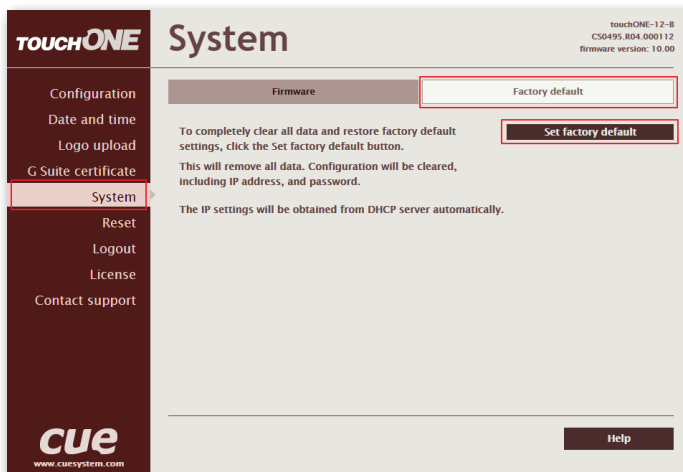 TOUCHONE
System
touchONE-12-B
CS0495.R04.000112
firmware version: 10.00
Configuration
Date and time
Logo upload
G Suite certificate
System
Reset
Logout
License
Contact support
Firmware
Factory default
To completely clear all data and restore factory default
settings, click the Set factory default button.
Set factory default
This will remove all data. Configuration will be cleared,
including IP address, and password.
The IP settings will be obtained from DHCP server automatically.
Help
cue
www.cuesystem.com